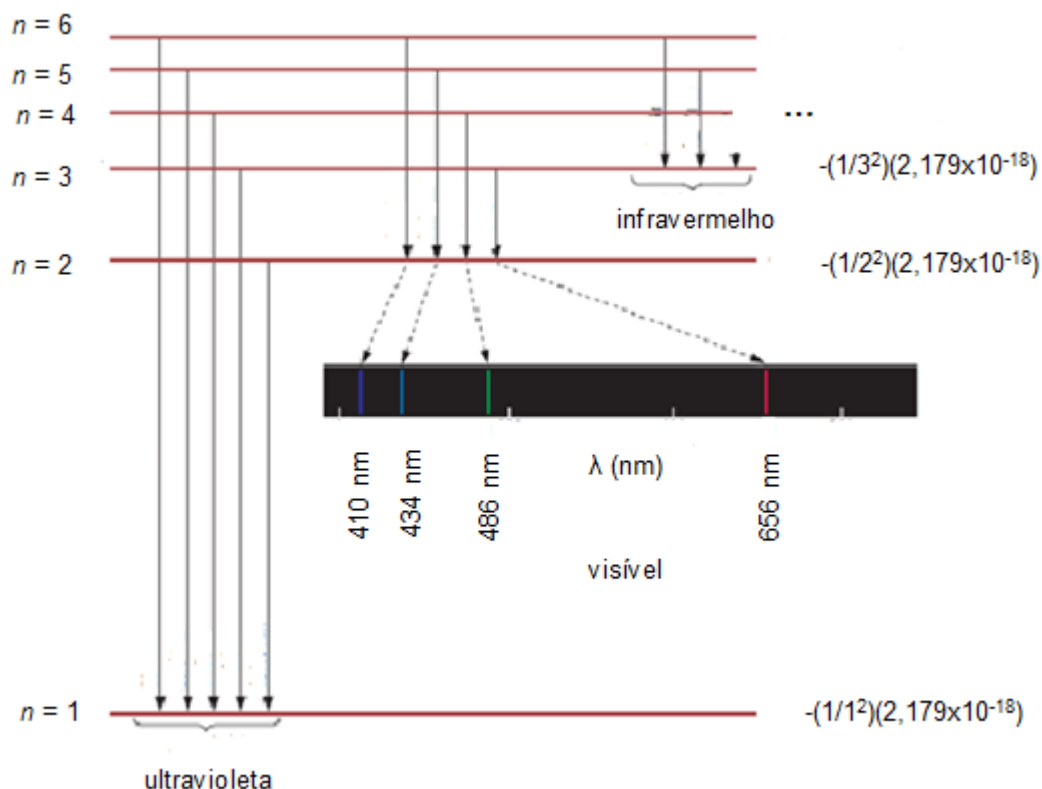 n = 6
n = 5
n = 4
...
n = 3
-(1/3²)(2,179x10⁻¹⁸)
infravermelho
n = 2
-(1/2²)(2,179x10⁻¹⁸)
410 nm
434 nm
486 nm
λ (nm)
656 nm
visível
n = 1
-(1/1²)(2,179x10⁻¹⁸)
ultravioleta